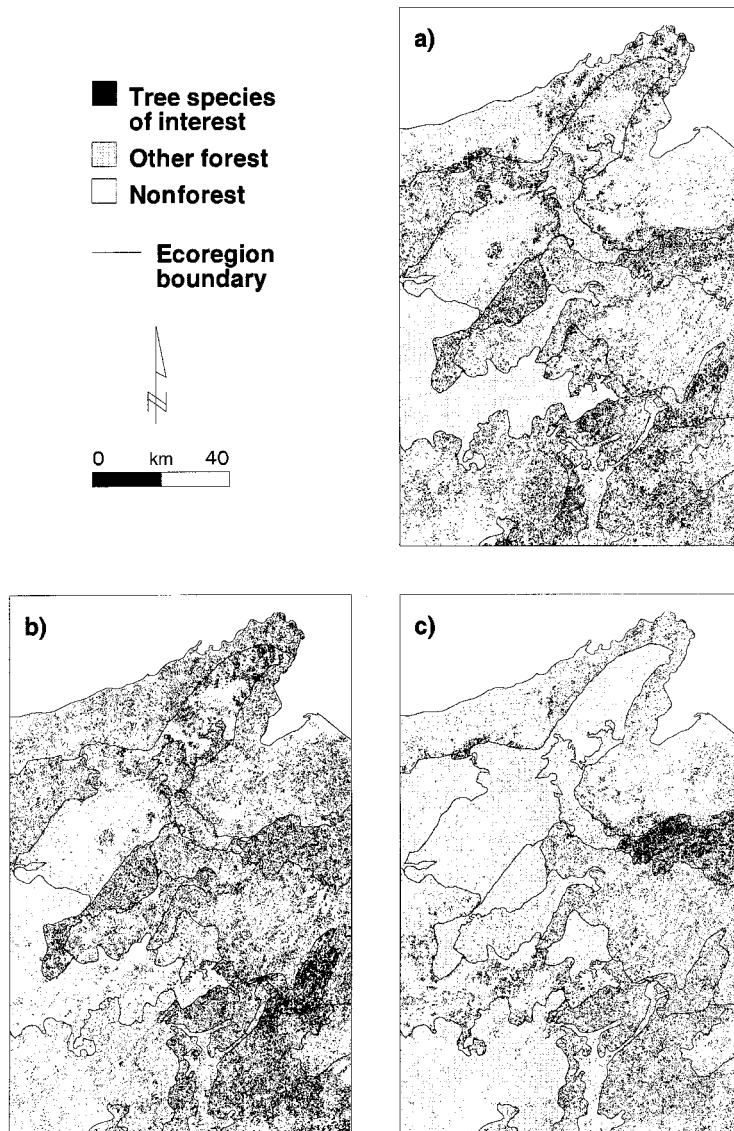 a)
Tree species
of interest
Other forest
Nonforest
Ecoregion
boundary
N
0 km 40
b)
c)